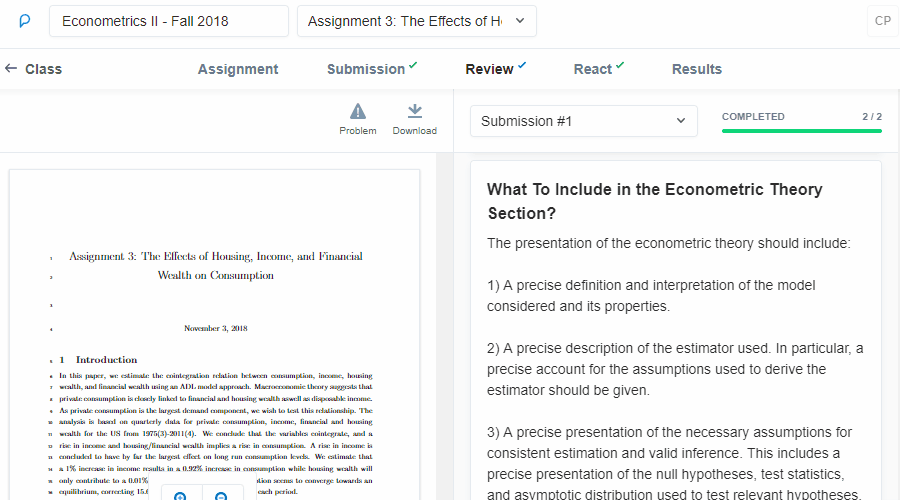 Econometrics II - Fall 2018
Assignment 3: The Effects of H
CP
Class
Assignment
Submission
Review
React
Results
Problem
Download
Submission #1
COMPLETED
2 / 2
1 Assignment 3: The Effects of Housing, Income, and Financial
2 Wealth on Consumption
3
4 November 3, 2018
5 1 Introduction
6 In this paper, we estimate the cointegration relation between consumption, income, housing
7 wealth, and financial wealth using an ADL model approach. Macroeconomic theory suggests that
8 private consumption is closely linked to financial and housing wealth aswell as disposable income.
9 As private consumption is the largest demand component, we wish to test this relationship. The
10 analysis is based on quarterly data for private consumption, income, financial and housing
11 wealth for the US from 1975(3)-2011(4). We conclude that the variables cointegrate, and a
12 rise in income and housing/financial wealth implies a rise in consumption. A rise in income is
13 concluded to have by far the largest effect on long run consumption levels. We estimate that
14 a 1% increase in income results in a 0.92% increase in consumption while housing wealth will
15 only contribute to a 0.01% tion seems to converge towards an
16 equilibrium, correcting 15.6 each period.
What To Include in the Econometric Theory
Section?
The presentation of the econometric theory should include:
1) A precise definition and interpretation of the model
considered and its properties.
2) A precise description of the estimator used. In particular, a
precise account for the assumptions used to derive the
estimator should be given.
3) A precise presentation of the necessary assumptions for
consistent estimation and valid inference. This includes a
precise presentation of the null hypotheses, test statistics,
and asymptotic distribution used to test relevant hypotheses.